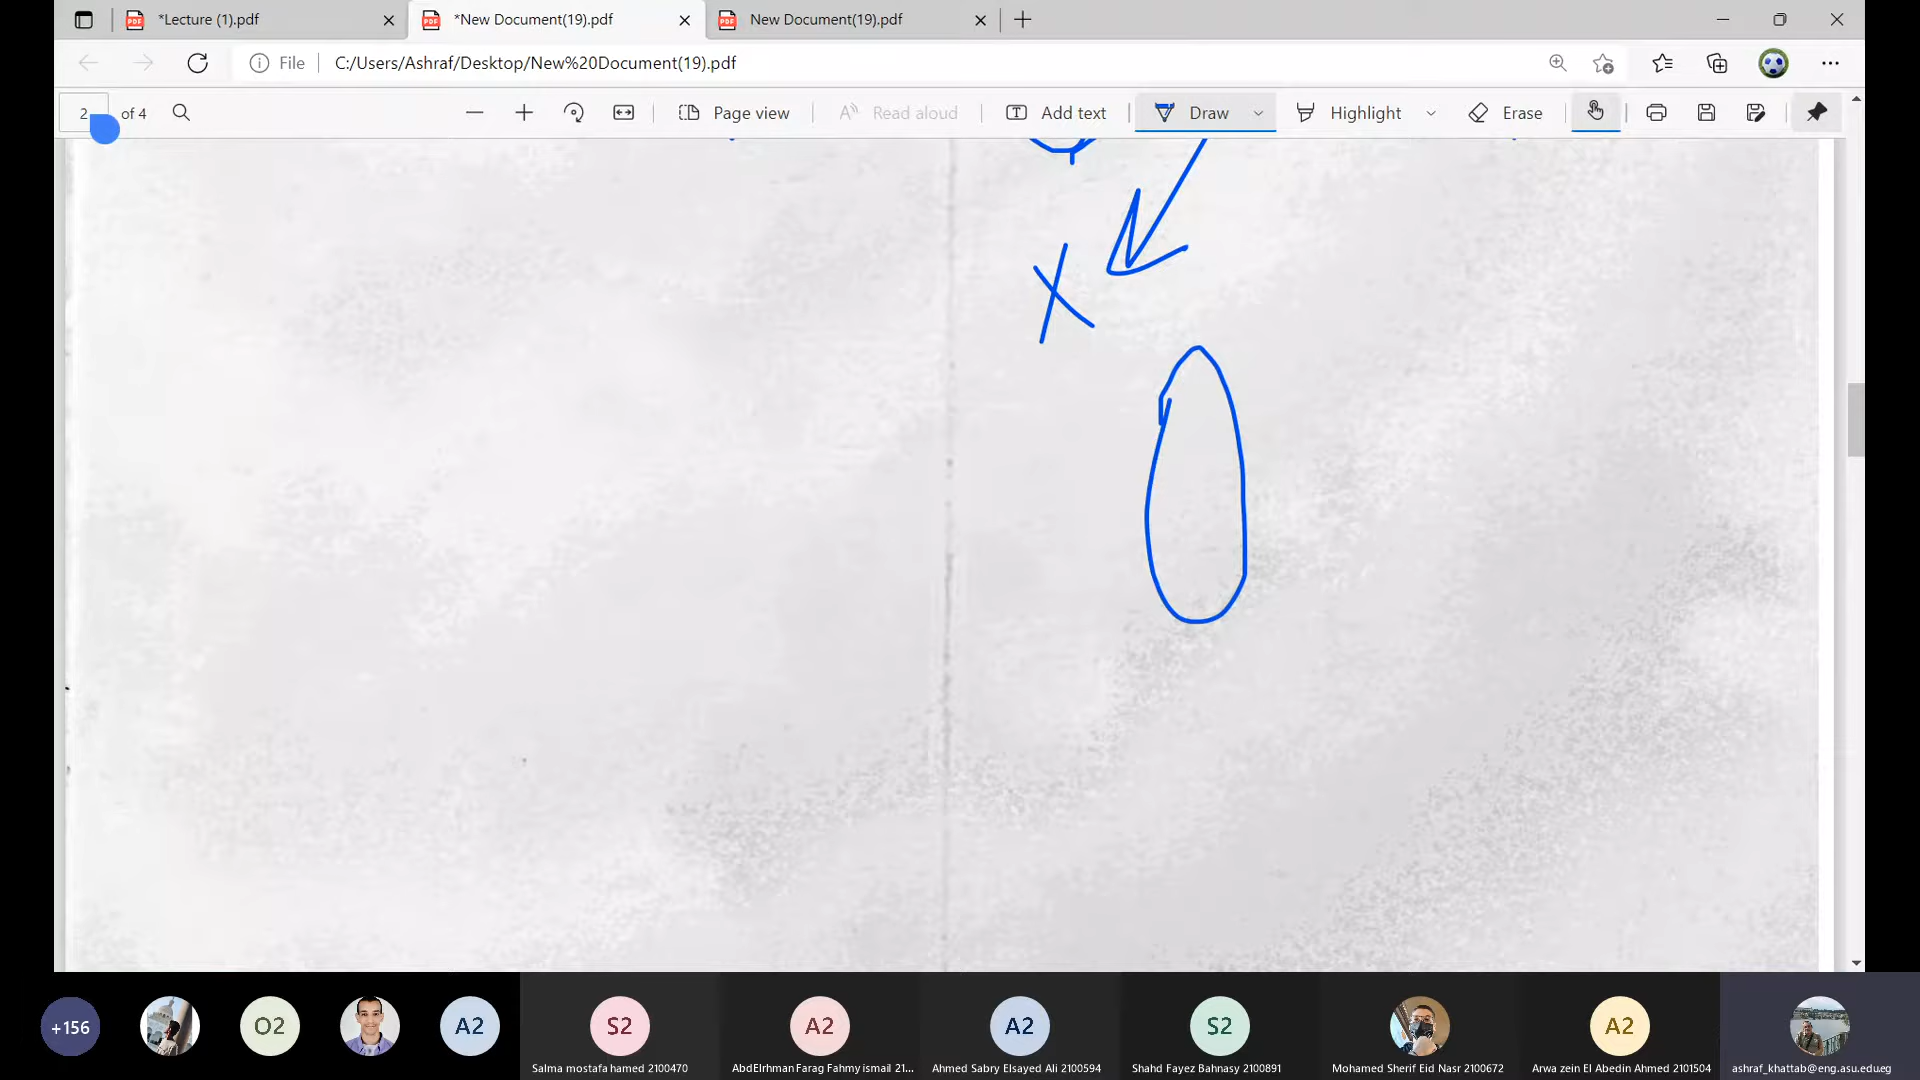 *Lecture (1).pdf
*New Document(19).pdf
New Document(19).pdf
File
C:/Users/Ashraf/Desktop/New%20Document(19).pdf
2 of 4
Page view
Read aloud
Add text
Draw
Highlight
Erase
X
+156
O2
A2
S2
A2
A2
S2
A2
Salma mostafa hamed 2100470
AbdElrhman Farag Fahmy ismail 21...
Ahmed Sabry Elsayed Ali 2100594
Shahd Fayez Bahnasy 2100891
Mohamed Sherif Eid Nasr 2100672
Arwa zein El Abedin Ahmed 2101504
ashraf_khattab@eng.asu.edu.eg